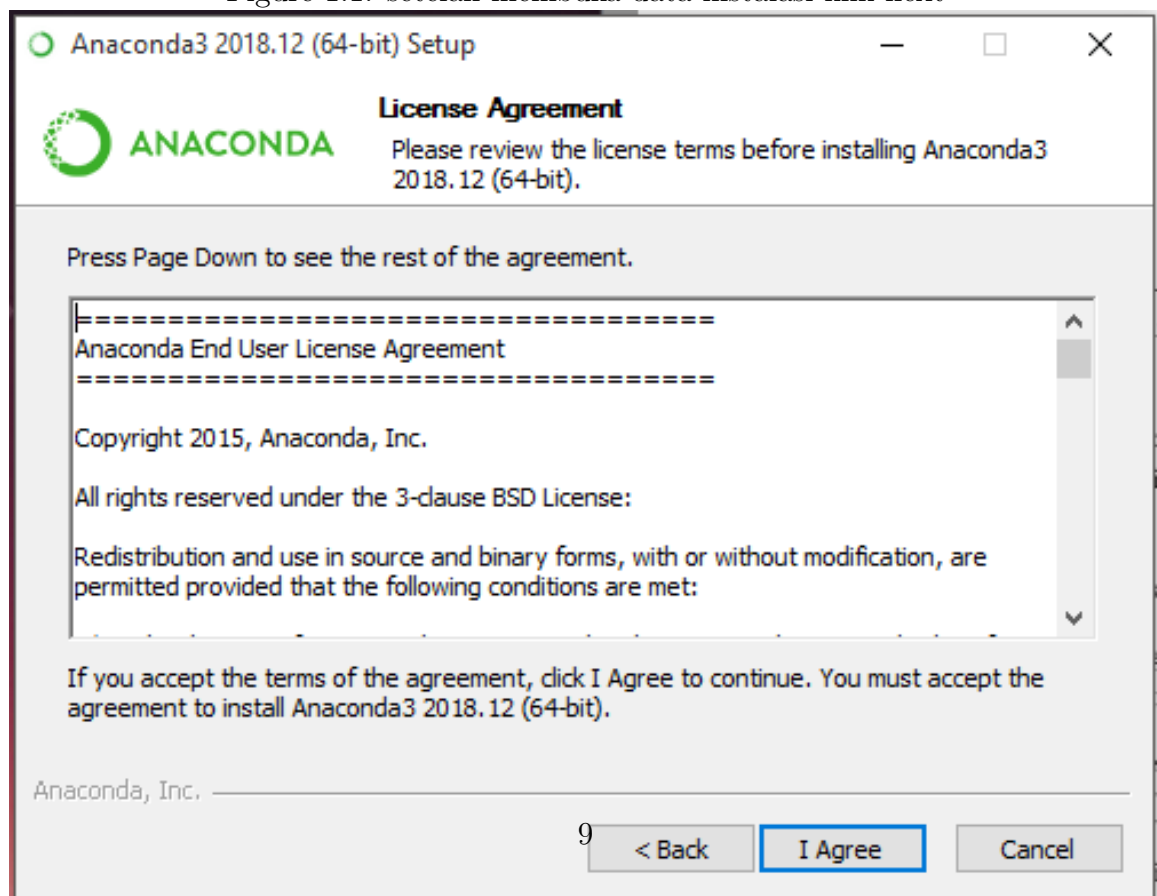 Anaconda3 2018.12 (64-bit) Setup
ANACONDA
License Agreement
Please review the license terms before installing Anaconda3
2018.12 (64-bit).
Press Page Down to see the rest of the agreement.
===================================
Anaconda End User License Agreement
===================================
Copyright 2015, Anaconda, Inc.
All rights reserved under the 3-clause BSD License:
Redistribution and use in source and binary forms, with or without modification, are
permitted provided that the following conditions are met:
If you accept the terms of the agreement, click I Agree to continue. You must accept the
agreement to install Anaconda3 2018.12 (64-bit).
Anaconda, Inc.
9
< Back
I Agree
Cancel